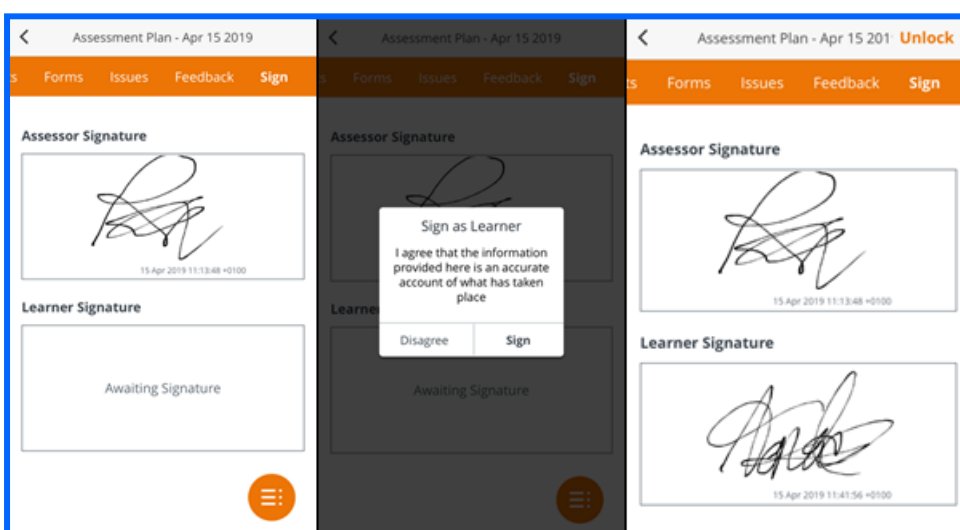 Assessment Plan - Apr 15 2019
Forms Issues Feedback Sign
Assessor Signature
15 Apr 2019 11:13:48 +0100
Learner Signature
Awaiting Signature
Assessment Plan - Apr 15 2019
Forms Issues Feedback Sign
Assessor Signature
Sign as Learner
I agree that the information
provided here is an accurate
account of what has taken
place
Disagree Sign
Awaiting Signature
Assessment Plan - Apr 15 201 Unlock
Forms Issues Feedback Sign
Assessor Signature
15 Apr 2019 11:13:48 +0100
Learner Signature
15 Apr 2019 11:41:56 +0100